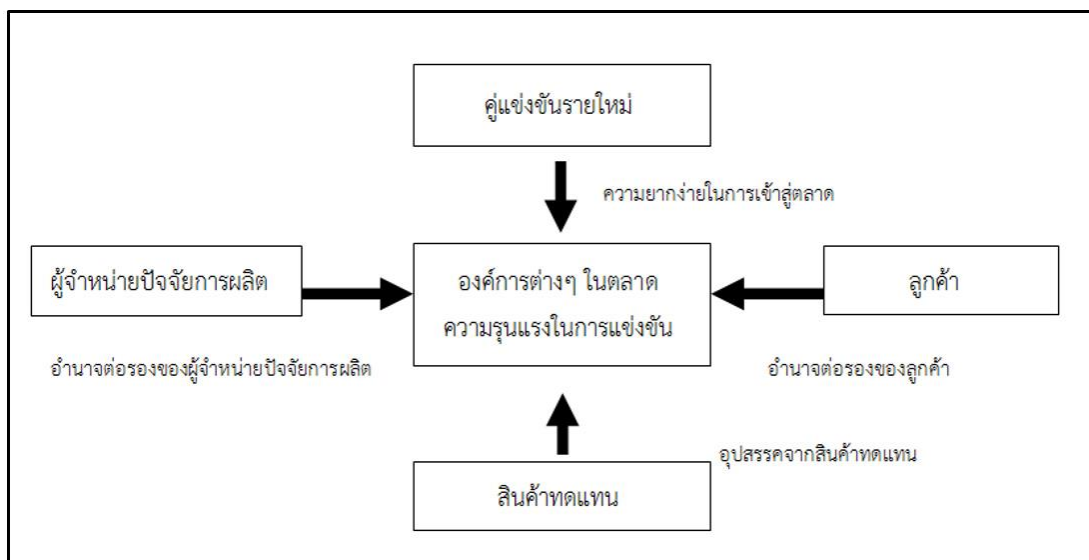 คู่แข่งขันรายใหม่
ความยากง่ายในการเข้าสู่ตลาด
ผู้จำหน่ายปัจจัยการผลิต
องค์การต่างๆ ในตลาด
ความรุนแรงในการแข่งขัน
ลูกค้า
อำนาจต่อรองของผู้จำหน่ายปัจจัยการผลิต
อำนาจต่อรองของลูกค้า
อุปสรรคจากสินค้าทดแทน
สินค้าทดแทน